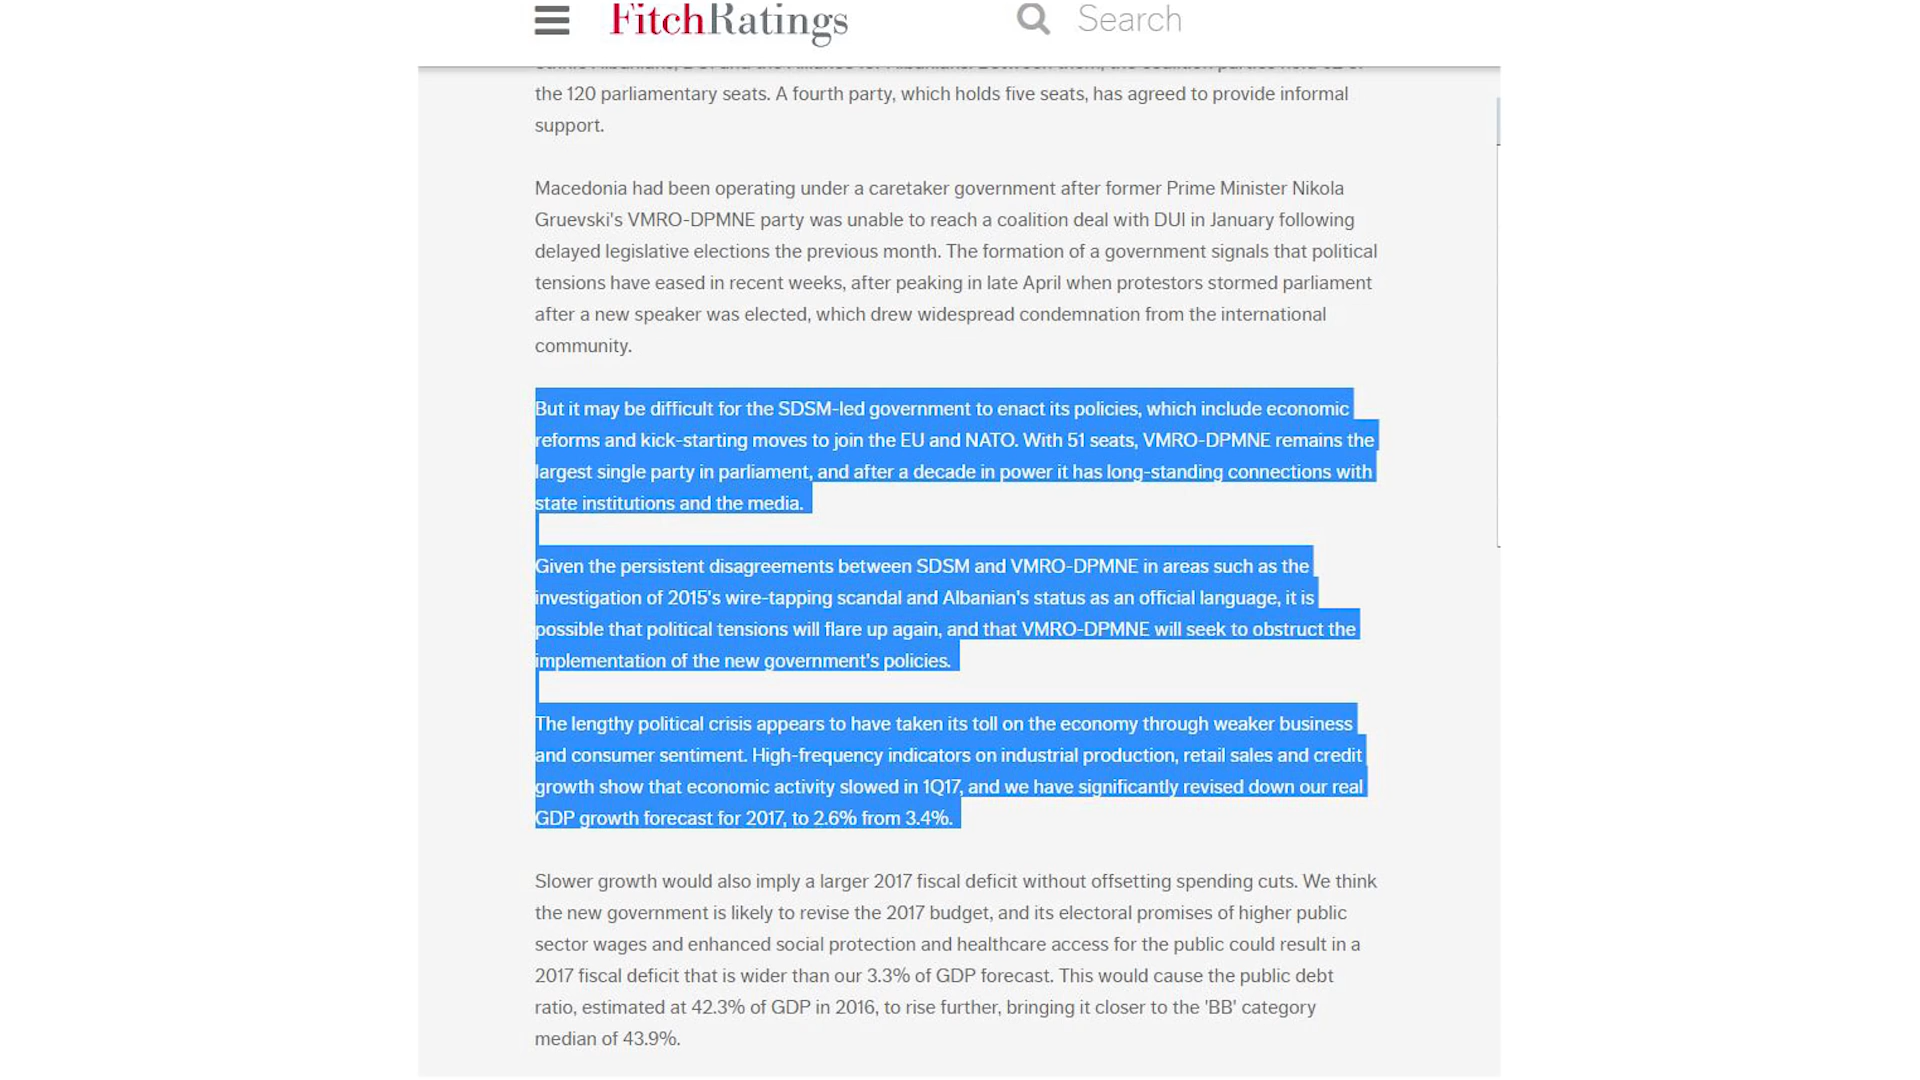 FitchRatings
Search
the 120 parliamentary seats. A fourth party, which holds five seats, has agreed to provide informal
support.
Macedonia had been operating under a caretaker government after former Prime Minister Nikola
Gruevski's VMRO-DPMNE party was unable to reach a coalition deal with DUI in January following
delayed legislative elections the previous month. The formation of a government signals that political
tensions have eased in recent weeks, after peaking in late April when protestors stormed parliament
after a new speaker was elected, which drew widespread condemnation from the international
community.
But it may be difficult for the SDSM-led government to enact its policies, which include economic
reforms and kick-starting moves to join the EU and NATO. With 51 seats, VMRO-DPMNE remains the
largest single party in parliament, and after a decade in power it has long-standing connections with
state institutions and the media.
Given the persistent disagreements between SDSM and VMRO-DPMNE in areas such as the
investigation of 2015's wire-tapping scandal and Albanian's status as an official language, it is
possible that political tensions will flare up again, and that VMRO-DPMNE will seek to obstruct the
implementation of the new government's policies.
The lengthy political crisis appears to have taken its toll on the economy through weaker business
and consumer sentiment. High-frequency indicators on industrial production, retail sales and credit
growth show that economic activity slowed in 1Q17, and we have significantly revised down our real
GDP growth forecast for 2017, to 2.6% from 3.4%.
Slower growth would also imply a larger 2017 fiscal deficit without offsetting spending cuts. We think
the new government is likely to revise the 2017 budget, and its electoral promises of higher public
sector wages and enhanced social protection and healthcare access for the public could result in a
2017 fiscal deficit that is wider than our 3.3% of GDP forecast. This would cause the public debt
ratio, estimated at 42.3% of GDP in 2016, to rise further, bringing it closer to the 'BB' category
median of 43.9%.